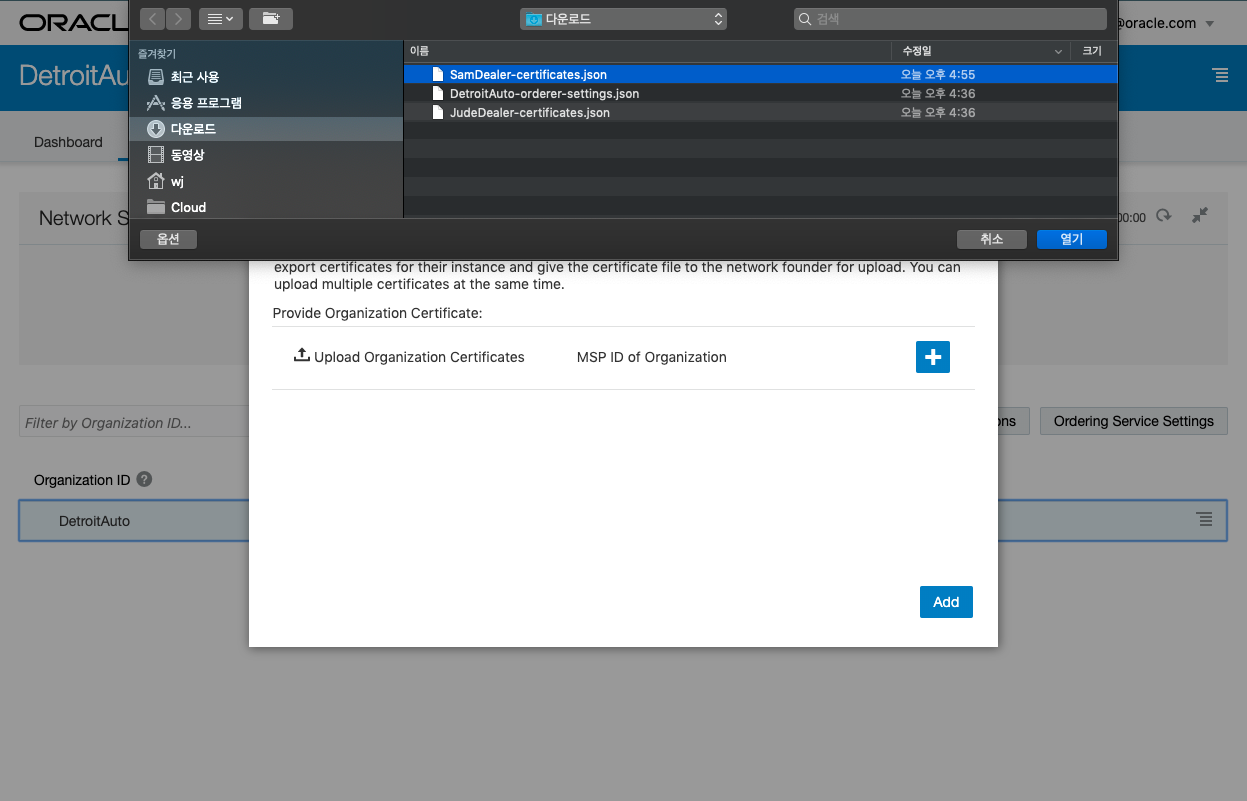 ORACL
다운로드
검색
@oracle.com
DetroitAu
즐겨찾기
이름
수정일
크기
최근 사용
SamDealer-certificates.json
오늘 오후 4:55
응용 프로그램
DetroitAuto-orderer-settings.json
오늘 오후 4:36
다운로드
JudeDealer-certificates.json
오늘 오후 4:36
Dashboard
동영상
wj
Cloud
Network S
00:00
옵션
취소
열기
export certificates for their instance and give the certificate file to the network founder for upload. You can
upload multiple certificates at the same time.
Provide Organization Certificate:
Upload Organization Certificates
MSP ID of Organization
Filter by Organization ID...
ons
Ordering Service Settings
Organization ID
DetroitAuto
Add